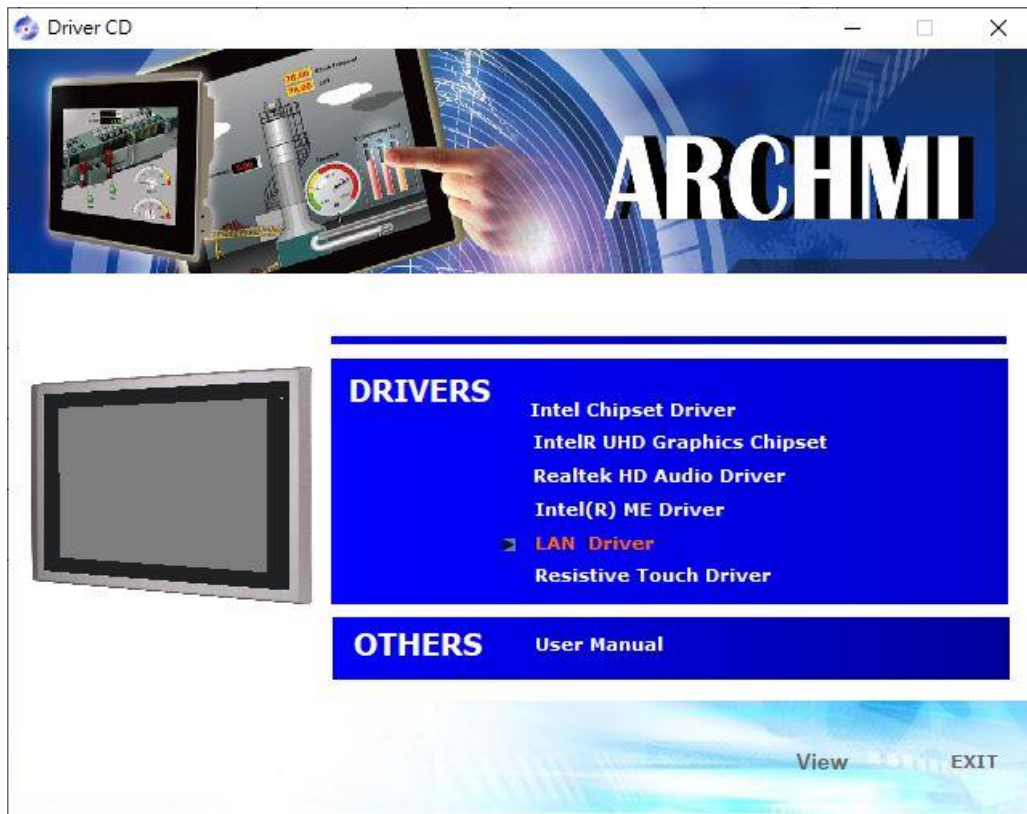 Driver CD
ARCHMI
DRIVERS
Intel Chipset Driver
IntelR UHD Graphics Chipset
Realtek HD Audio Driver
Intel(R) ME Driver
LAN Driver
Resistive Touch Driver
OTHERS
User Manual
View
EXIT